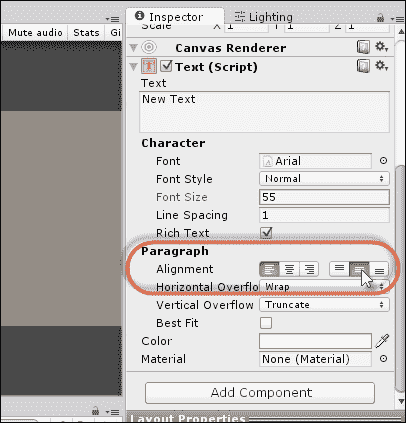 Inspector Lighting
Mute audio Stats Gi
Scale X 1 Y 1 Z 1
Canvas Renderer
Text (Script)
Text
New Text
Character
Font Arial
Font Style Normal
Font Size 55
Line Spacing 1
Rich Text
Paragraph
Alignment
Horizontal Overflo Wrap
Vertical Overflow Truncate
Best Fit
Color
Material None (Material)
Add Component
Layout Properties